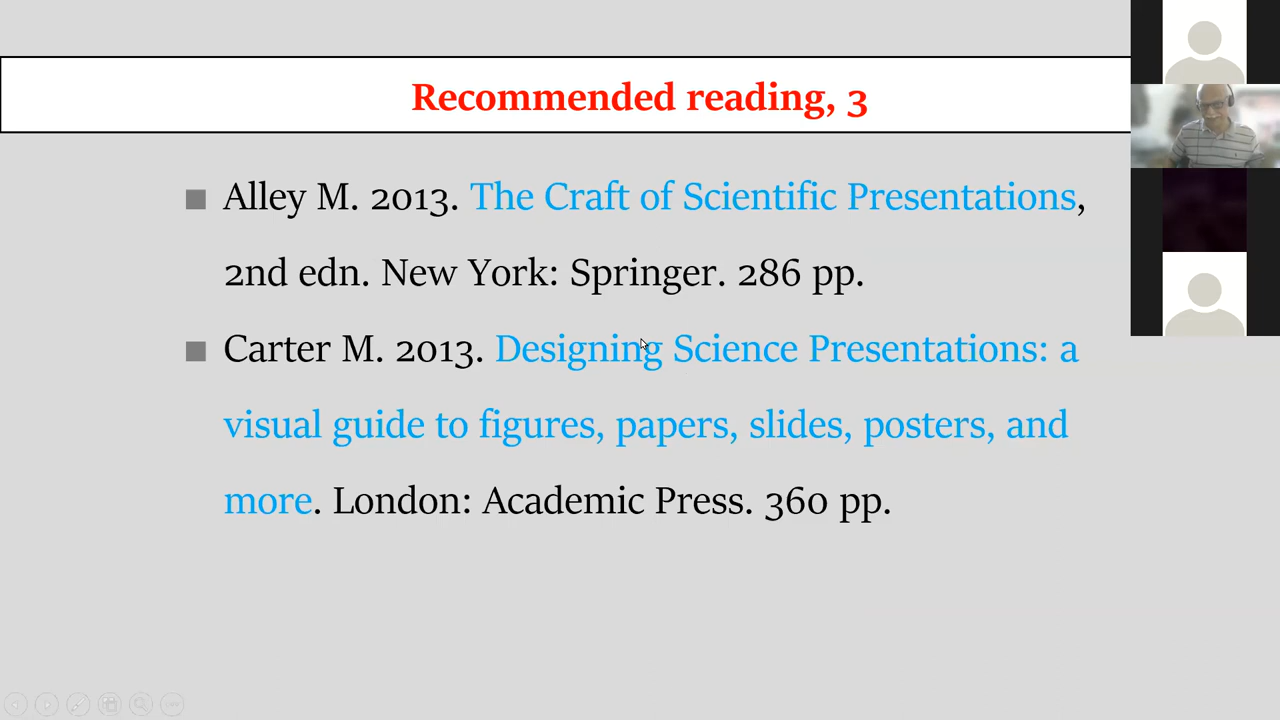 Recommended reading, 3
Alley M. 2013. The Craft of Scientific Presentations,
2nd edn. New York: Springer. 286 pp.
Carter M. 2013. Designing Science Presentations: a
visual guide to figures, papers, slides, posters, and
more. London: Academic Press. 360 pp.